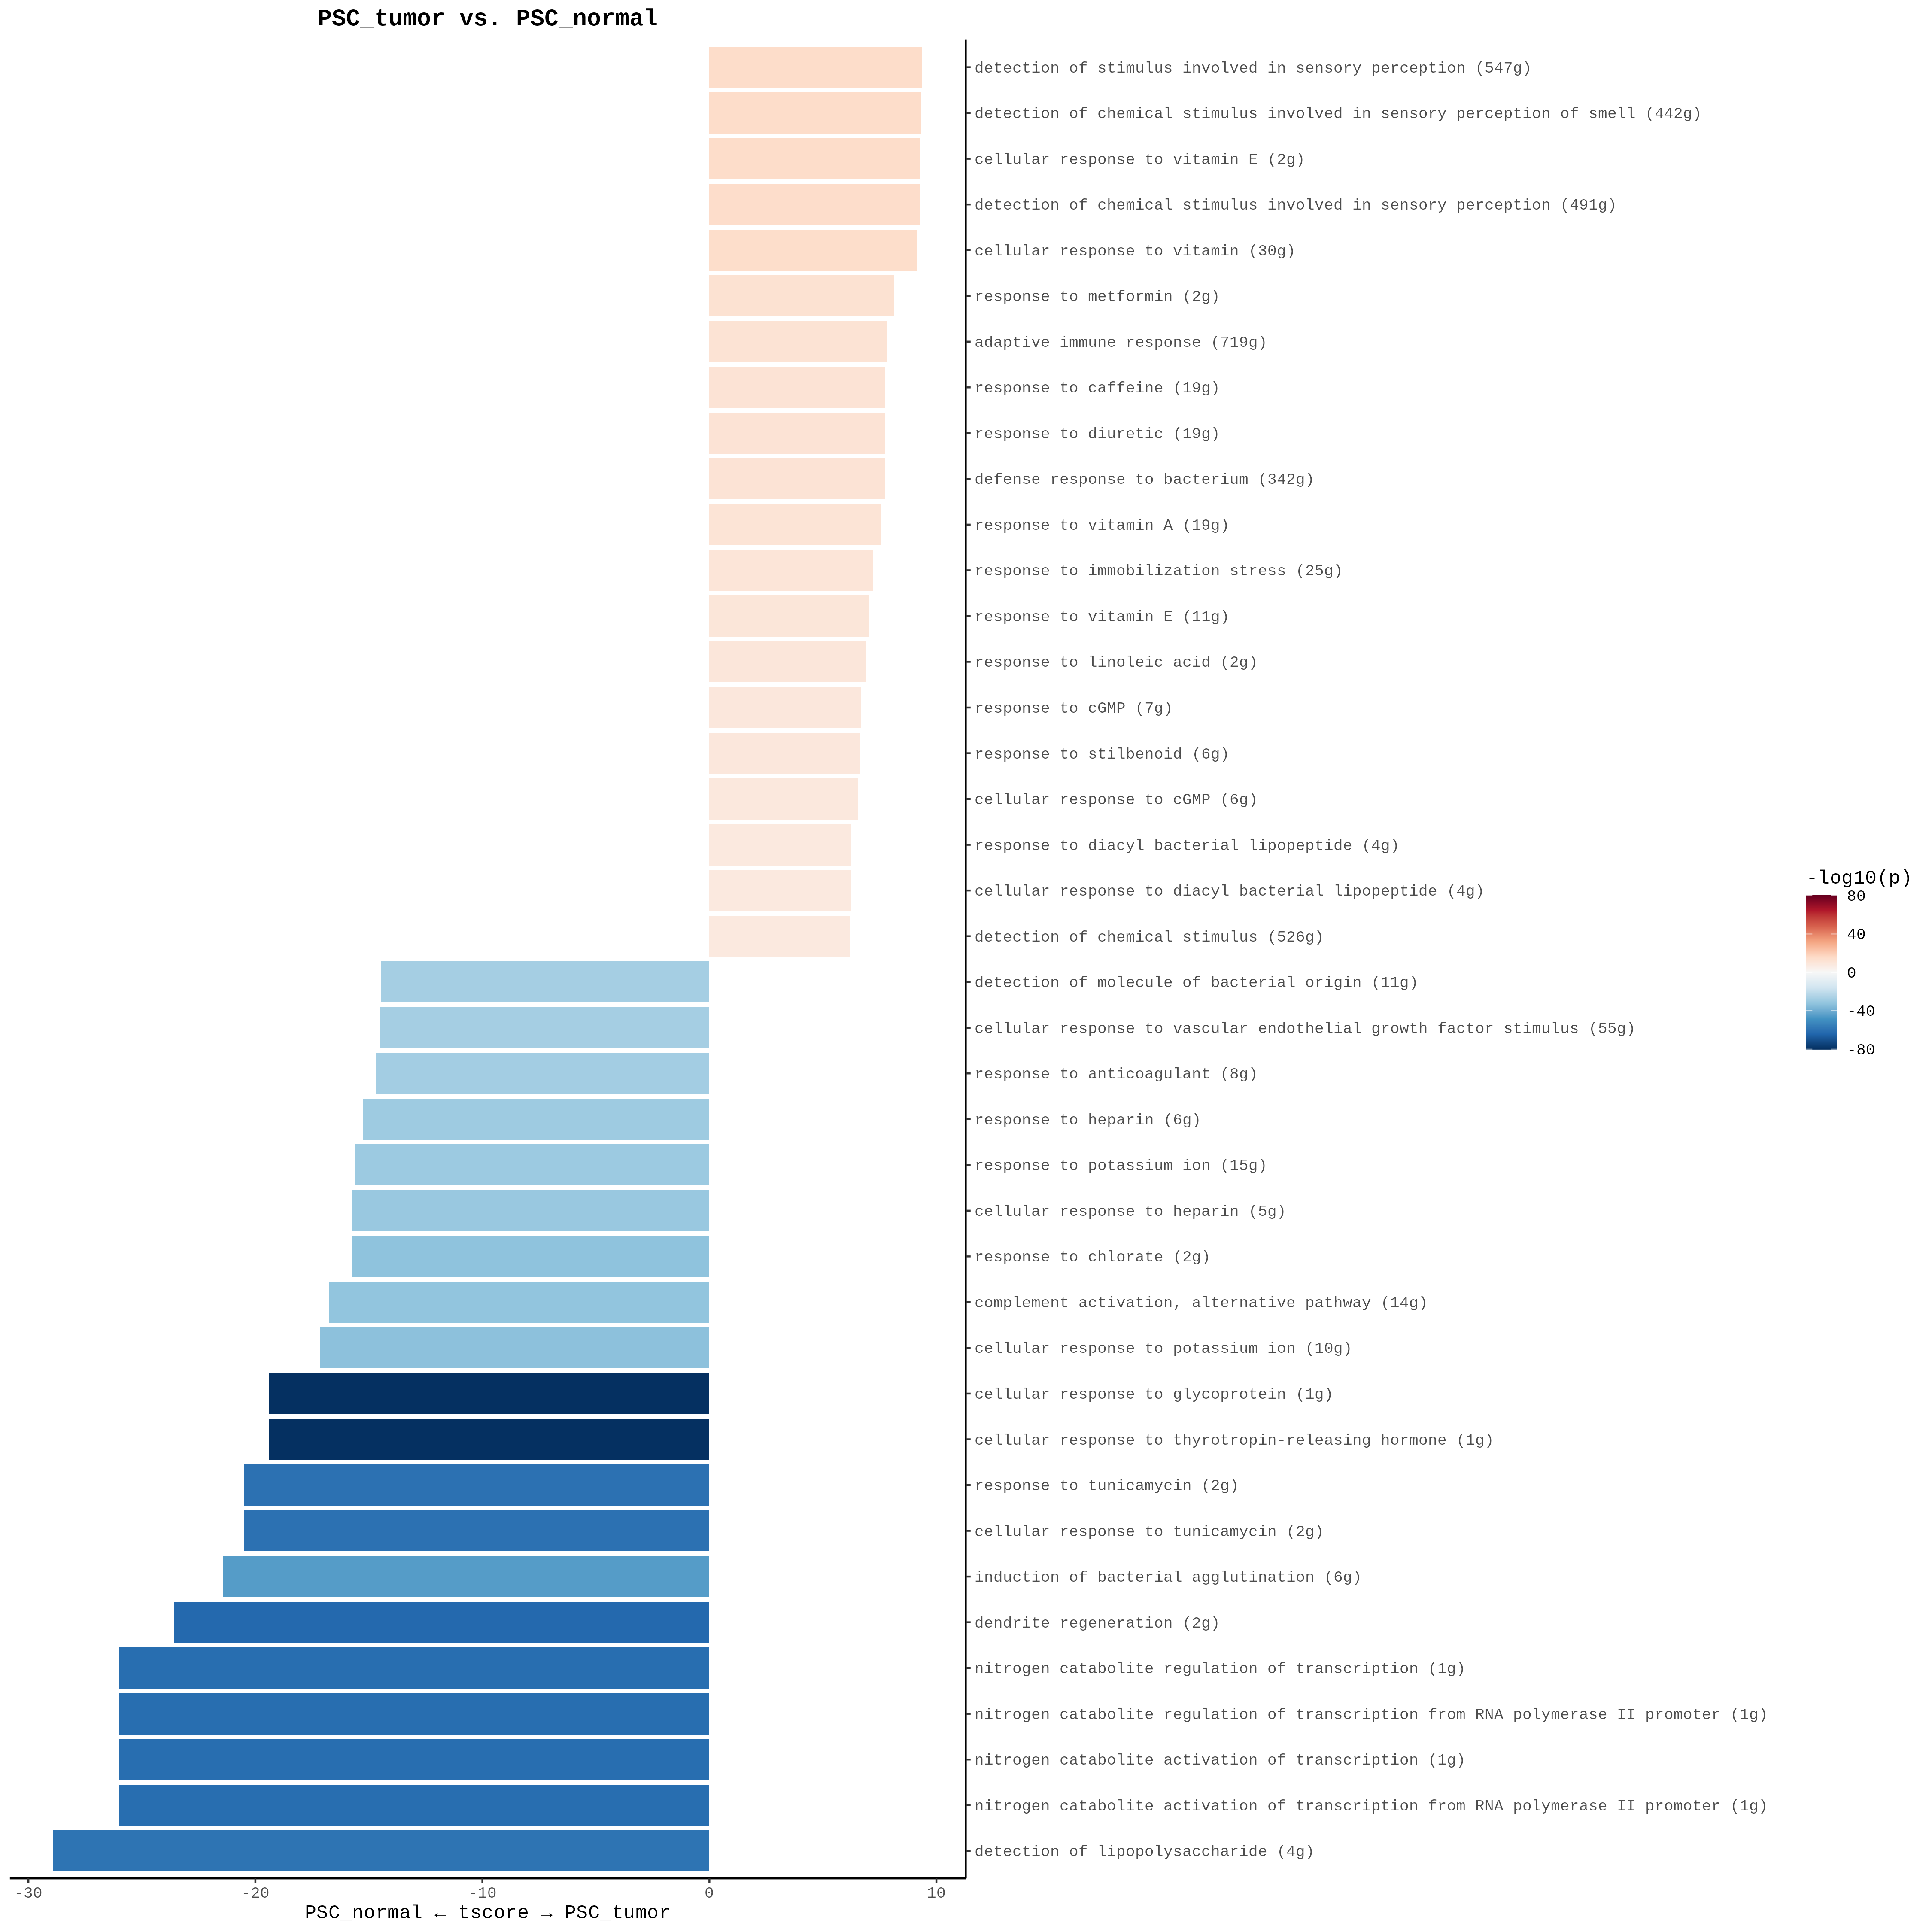 PSC_tumor vs. PSC_normal
detection of stimulus involved in sensory perception (547g)
detection of chemical stimulus involved in sensory perception of smell (442g)
cellular response to vitamin E (2g)
detection of chemical stimulus involved in sensory perception (491g)
cellular response to vitamin (30g)
response to metformin (2g)
adaptive immune response (719g)
response to caffeine (19g)
response to diuretic (19g)
defense response to bacterium (342g)
response to vitamin A (19g)
response to immobilization stress (25g)
response to vitamin E (11g)
response to linoleic acid (2g)
response to cGMP (7g)
response to stilbenoid (6g)
cellular response to cGMP (6g)
response to diacyl bacterial lipopeptide (4g)
cellular response to diacyl bacterial lipopeptide (4g)
detection of chemical stimulus (526g)
detection of molecule of bacterial origin (11g)
cellular response to vascular endothelial growth factor stimulus (55g)
response to anticoagulant (8g)
response to heparin (6g)
response to potassium ion (15g)
cellular response to heparin (5g)
response to chlorate (2g)
complement activation, alternative pathway (14g)
cellular response to potassium ion (10g)
cellular response to glycoprotein (1g)
cellular response to thyrotropin-releasing hormone (1g)
response to tunicamycin (2g)
cellular response to tunicamycin (2g)
induction of bacterial agglutination (6g)
dendrite regeneration (2g)
nitrogen catabolite regulation of transcription (1g)
nitrogen catabolite regulation of transcription from RNA polymerase II promoter (1g)
nitrogen catabolite activation of transcription (1g)
nitrogen catabolite activation of transcription from RNA polymerase II promoter (1g)
detection of lipopolysaccharide (4g)
-30 -20 -10 0 10
PSC_normal ← tscore → PSC_tumor
-log10(p)
80
40
0
-40
-80